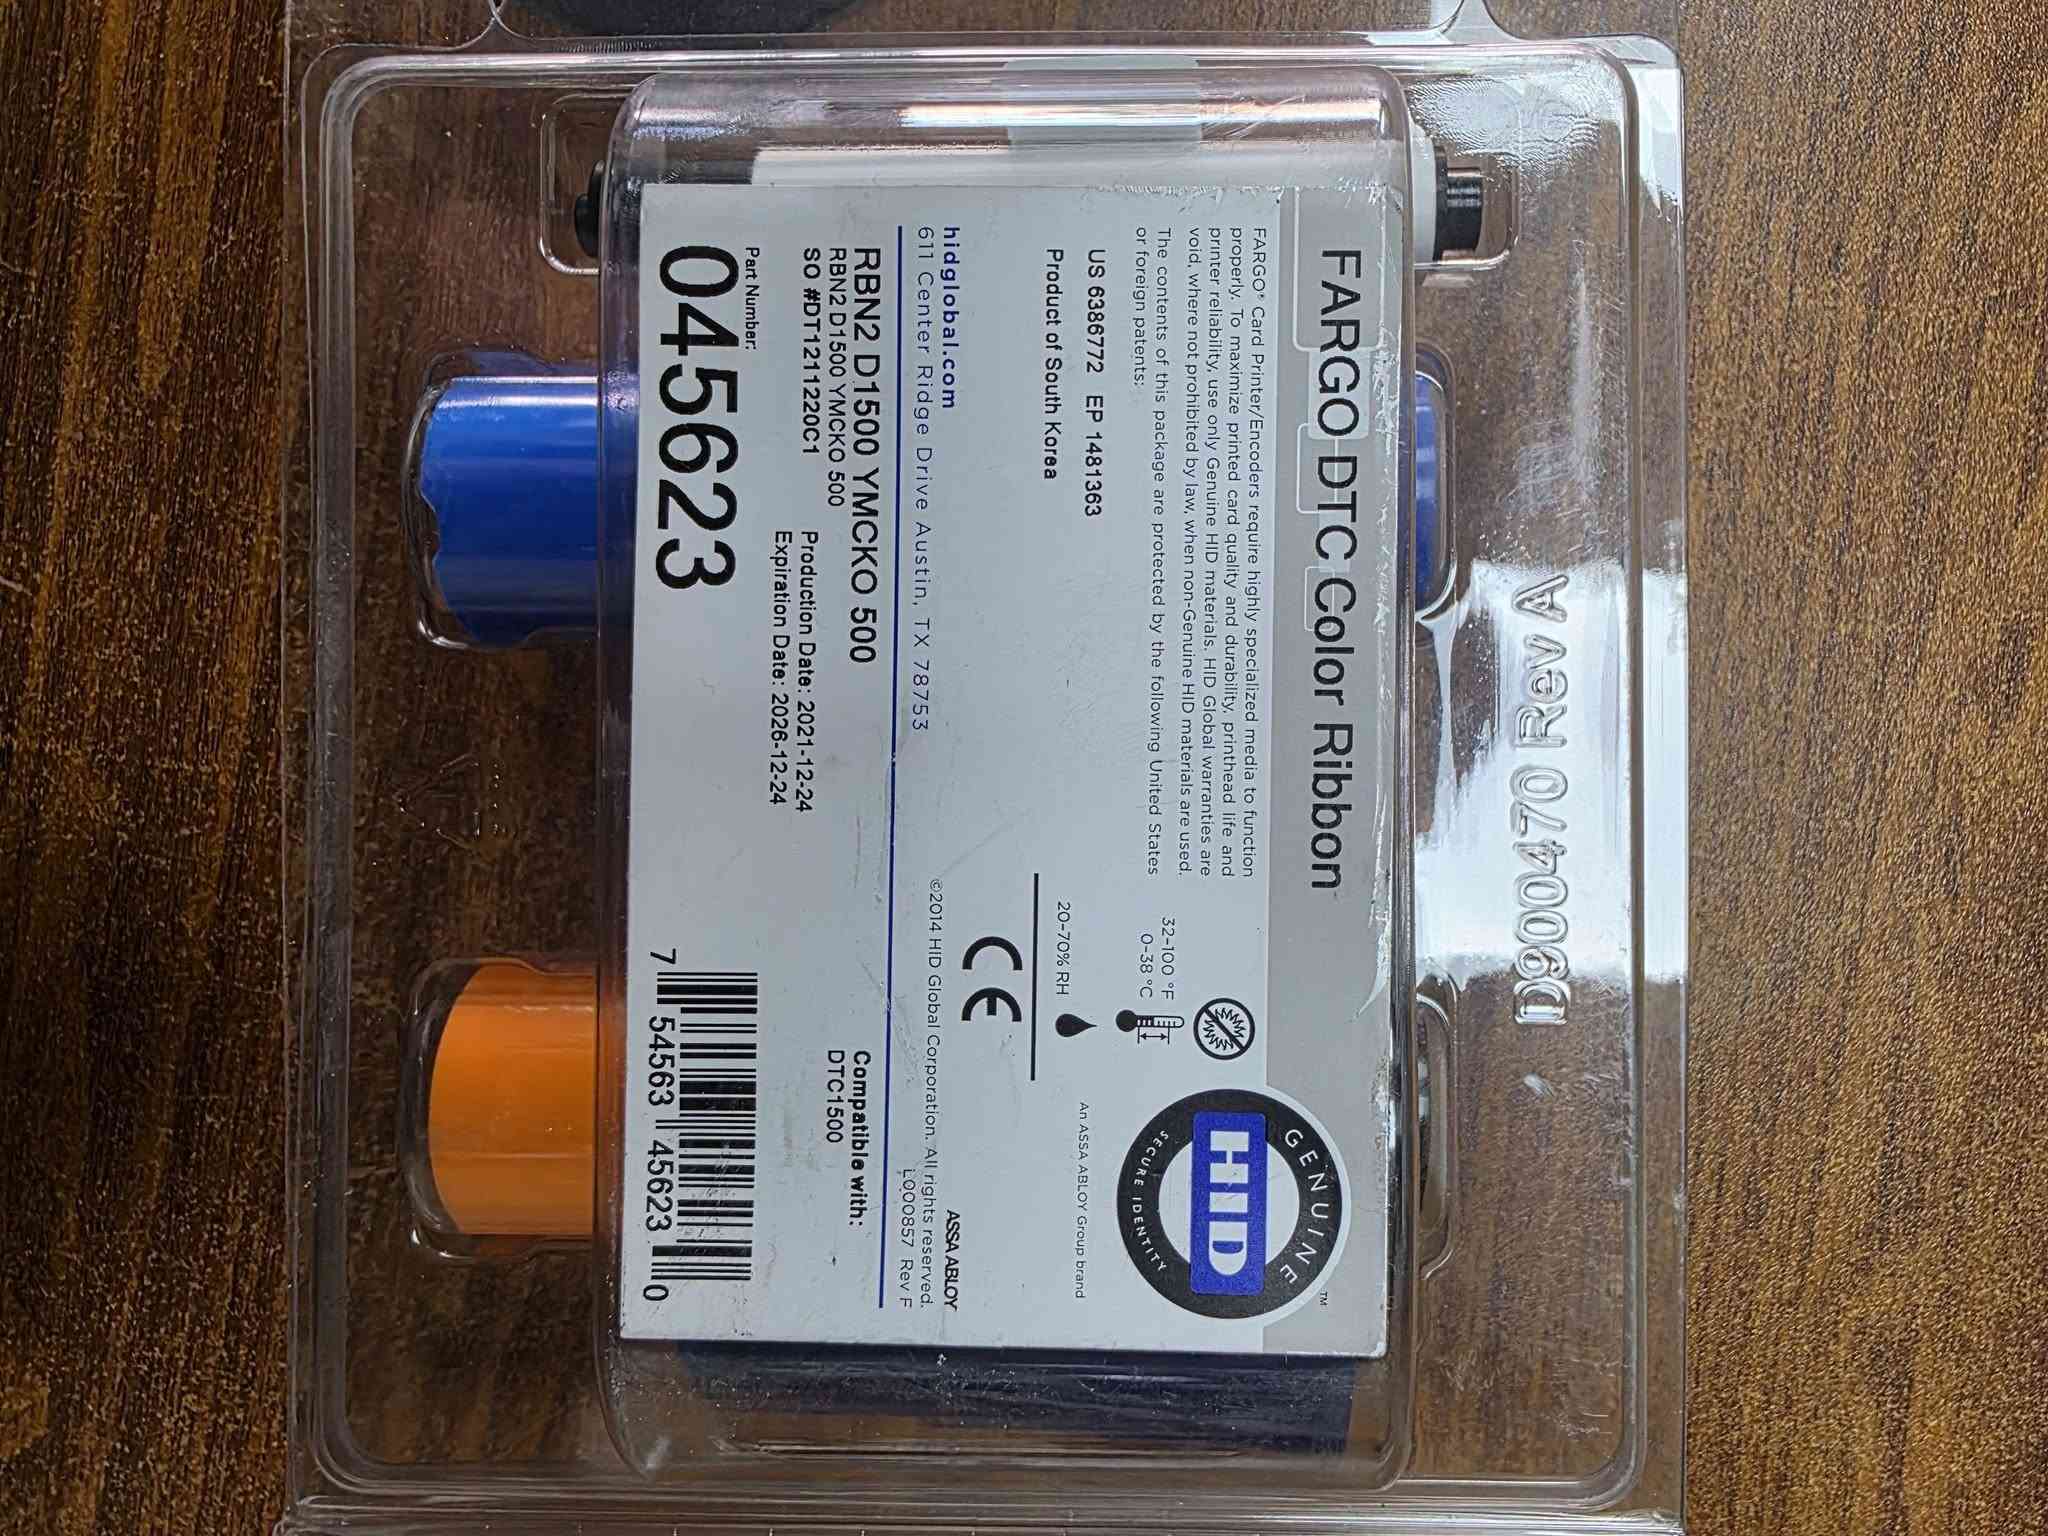 FARGO DTC Color Ribbon
GENUINE
HID
SECURE IDENTITY
™
FARGO® Card Printer/Encoders require highly specialized media to function
properly. To maximize printed card quality and durability, printhead life and
printer reliability, use only Genuine HID materials. HID Global warranties are
void, where not prohibited by law, when non-Genuine HID materials are used.
The contents of this package are protected by the following United States
or foreign patents:
US 6386772 EP 1481363
Product of South Korea
32-100 °F
0-38 °C
20-70% RH
An ASSA ABLOY Group brand
CE
ASSA ABLOY
hidglobal.com
611 Center Ridge Drive Austin, TX 78753
©2014 HID Global Corporation. All rights reserved.
L000857 Rev F
RBN2 D1500 YMCKO 500
RBN2 D1500 YMCKO 500
SO #DT1211220C1
Production Date: 2021-12-24
Expiration Date: 2026-12-24
Compatible with:
DTC1500
Part Number:
045623
7 54563 45623 0
D900470 Rev A